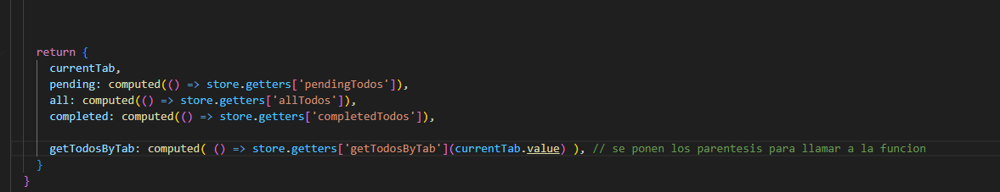 return {
currentTab,
pending: computed(() => store.getters['pendingTodos']),
all: computed(() => store.getters['allTodos']),
completed: computed(() => store.getters['completedTodos']),
getTodosByTab: computed( () => store.getters['getTodosByTab'](currentTab.value) ), // se ponen los parentesis para llamar a la funcion
}
}